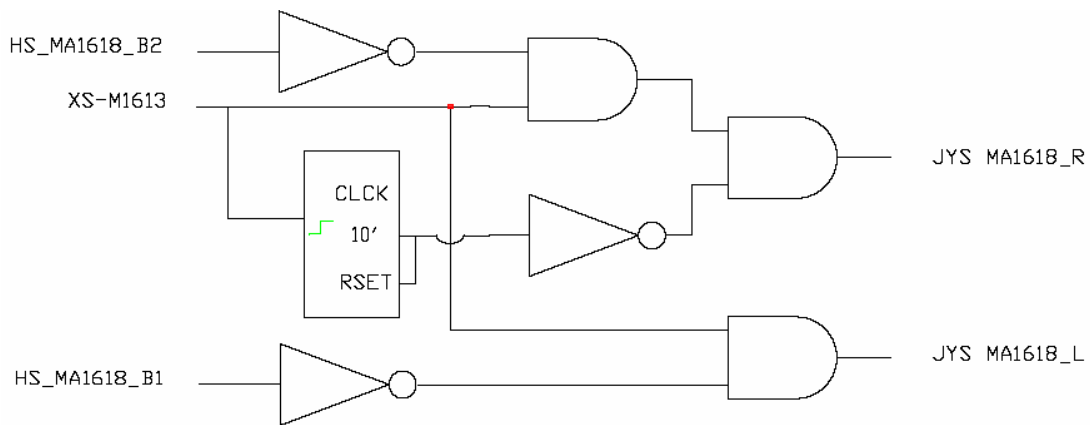 HS_MA1618_B2
XS-M1613
CLCK
10'
RSET
JYS MA1618_R
HS_MA1618_B1
JYS MA1618_L